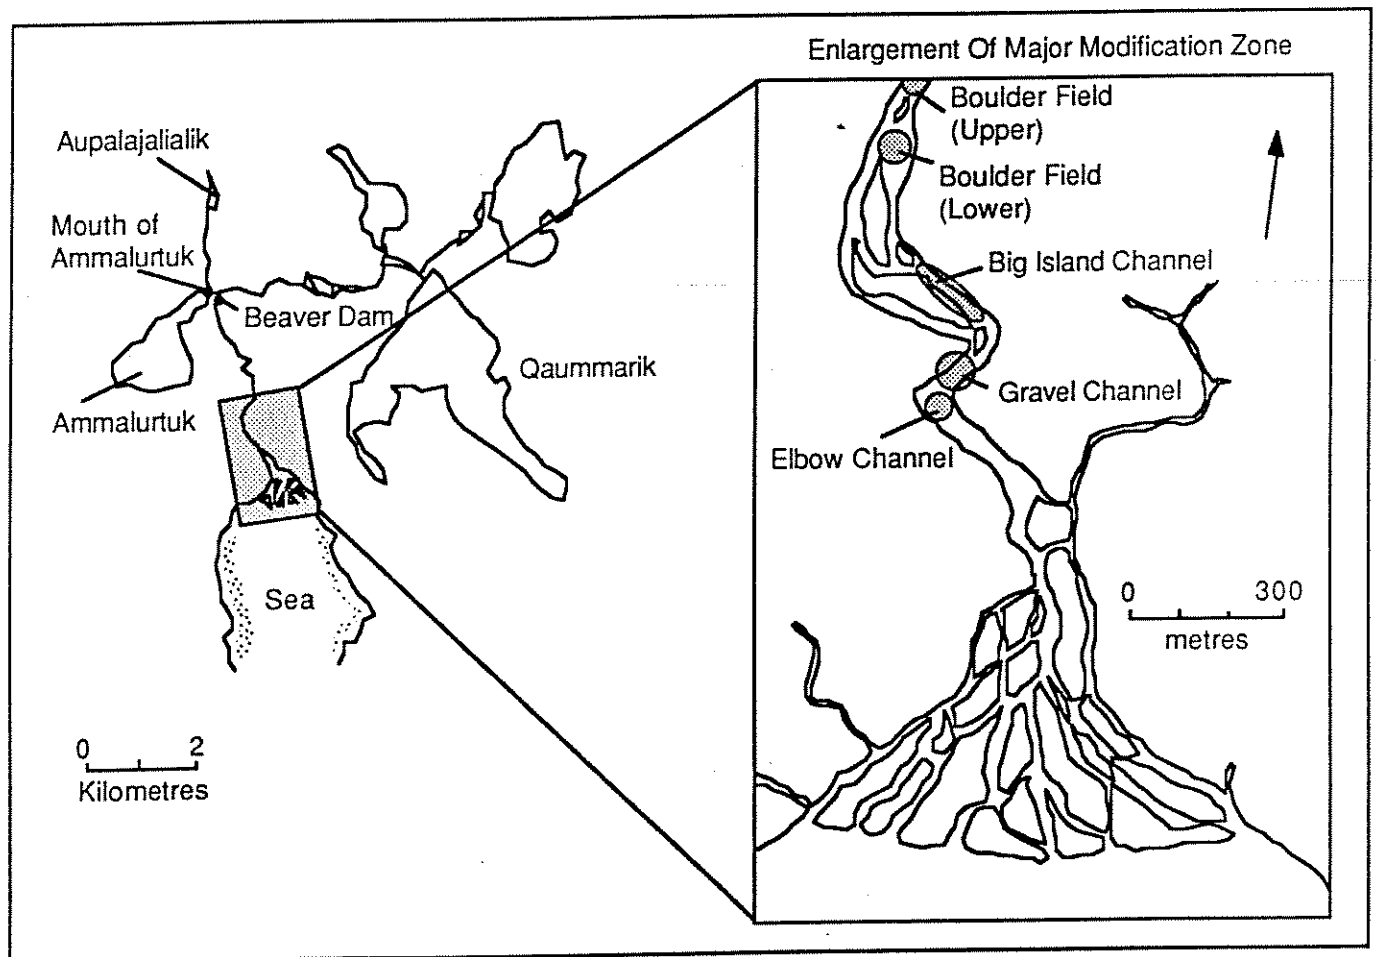 Enlargement Of Major Modification Zone
Aupalajalialik
Mouth of
Ammalurtuk
Beaver Dam
Ammalurtuk
Qaummarik
Sea
0 2
Kilometres
Boulder Field
(Upper)
Boulder Field
(Lower)
Big Island Channel
Gravel Channel
Elbow Channel
0 300
metres